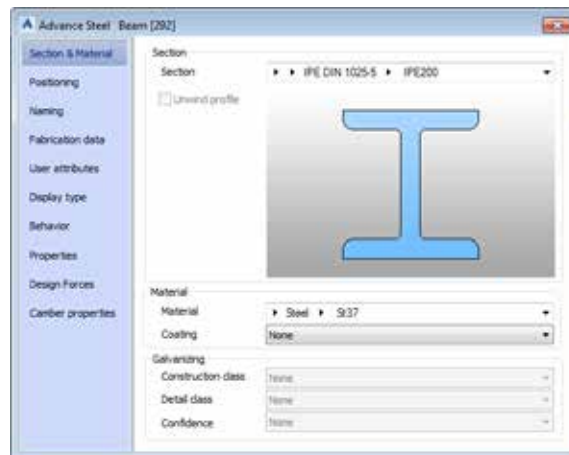 Advance Steel Beam [292]
Section & Material
Positioning
Naming
Fabrication data
User attributes
Display type
Behavior
Properties
Design Forces
Camber properties
Section
Section IPE DIN 1025-5 IPE200
Unwind profile
Material
Material Steel St37
Coating None
Galvanizing
Construction class None
Detail class None
Confidence None